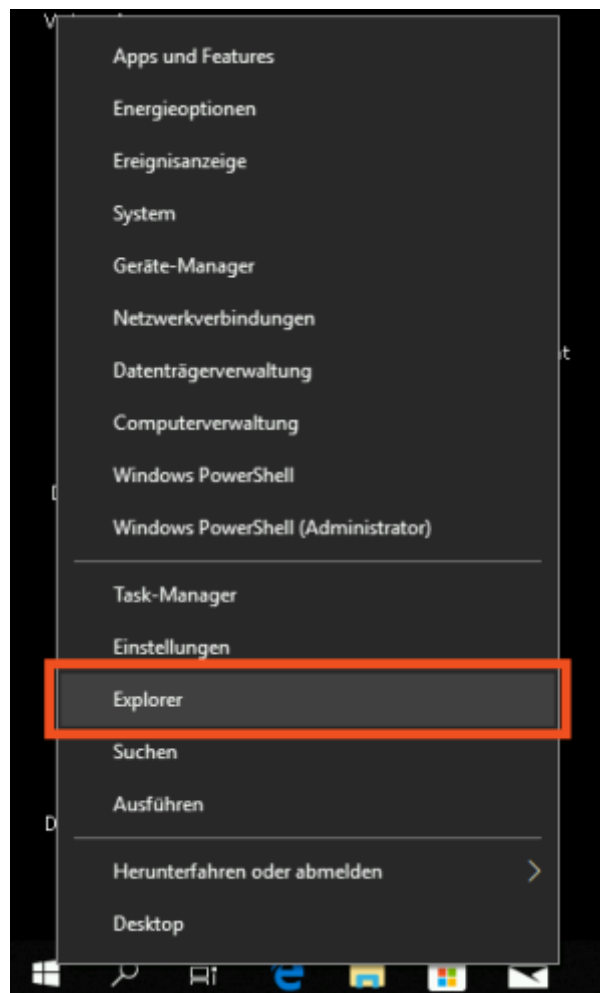 Apps und Features
Energieoptionen
Ereignisanzeige
System
Geräte-Manager
Netzwerkverbindungen
Datenträgerverwaltung
Computerverwaltung
Windows PowerShell
Windows PowerShell (Administrator)
Task-Manager
Einstellungen
Explorer
Suchen
Ausführen
Herunterfahren oder abmelden
Desktop